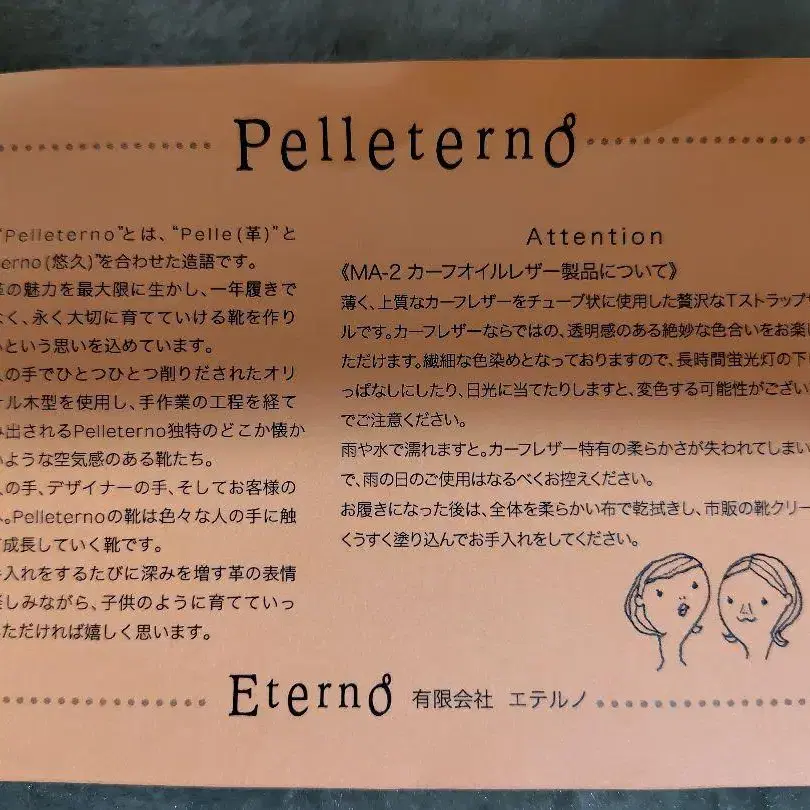 Pelleterno
“Pelleterno”とは、“Pelle(革)”と
erno(悠久)”を合わせた造語です。
革の魅力を最大限に生かし、一年履きで
なく、永く大切に育てていける靴を作り
いという思いを込めています。
人の手でひとつひとつ削りだされたオリ
ナル木型を使用し、手作業の工程を経て
み出されるPelleterno独特のどこか懐か
いような空気感のある靴たち。
人の手、デザイナーの手、そしてお客様の
。Pelleternoの靴は色々な人の手に触
て成長していく靴です。
手入れをするたびに深みを増す革の表情
楽しみながら、子供のように育てていっ
いただければ嬉しく思います。
Attention
《MA-2 カーフオイルレザー製品について》
薄く、上質なカーフレザーをチューブ状に使用した贅沢なTストラップサ
ルです。カーフレザーならではの、透明感のある絶妙な色合いをお楽し
ただけます。繊細な色染めとなっておりますので、長時間蛍光灯の下に
っぱなしにしたり、日光に当てたりしますと、変色する可能性がござい
でご注意ください。
雨や水で濡れますと。カーフレザー特有の柔らかさが失われてしまい
で、雨の日のご使用はなるべくお控えください。
お履きになった後は、全体を柔らかい布で乾拭きし、市販の靴クリー
くうすく塗り込んでお手入れをしてください。
Eterno 有限会社 エテルノ